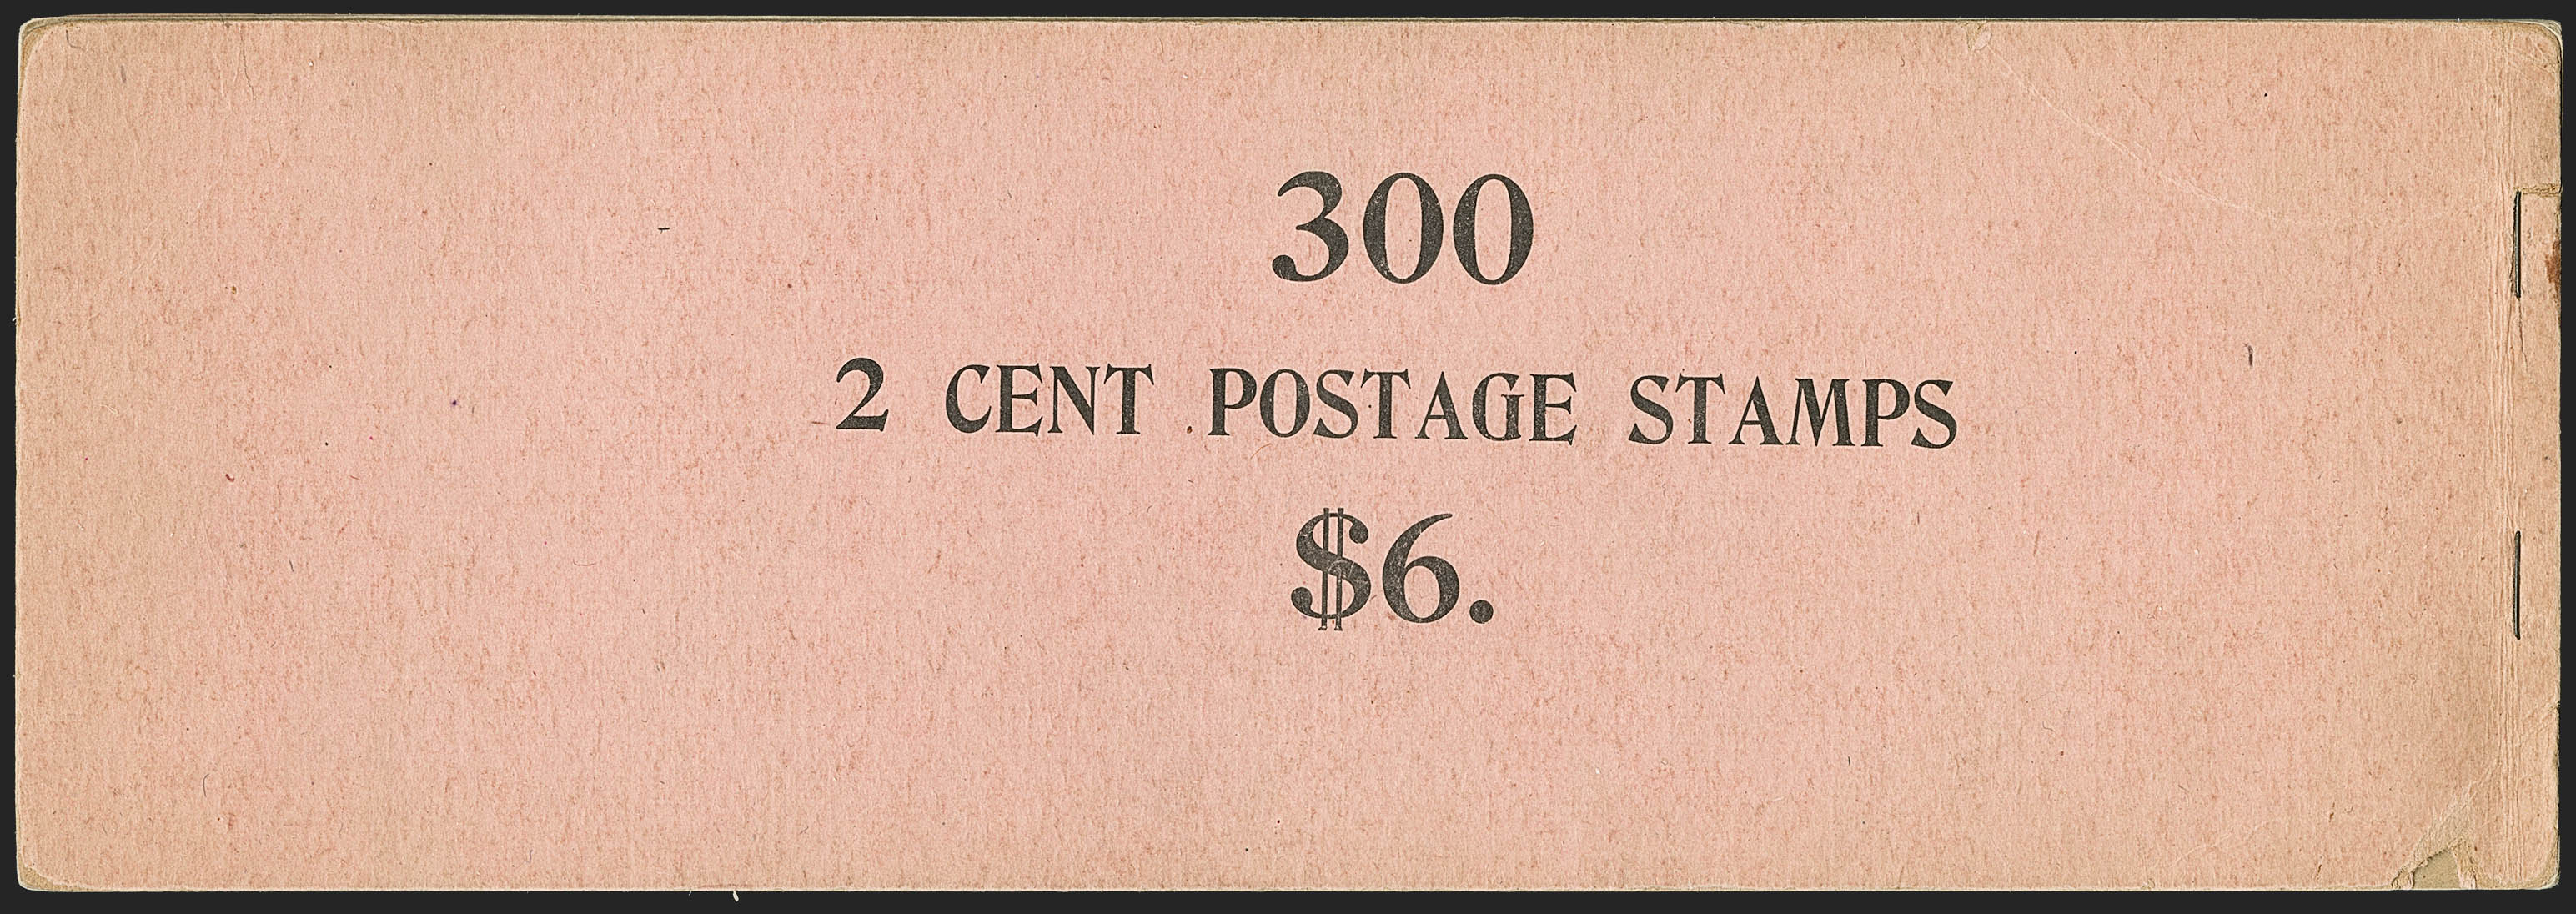 300
2 CENT POSTAGE STAMPS
$6.